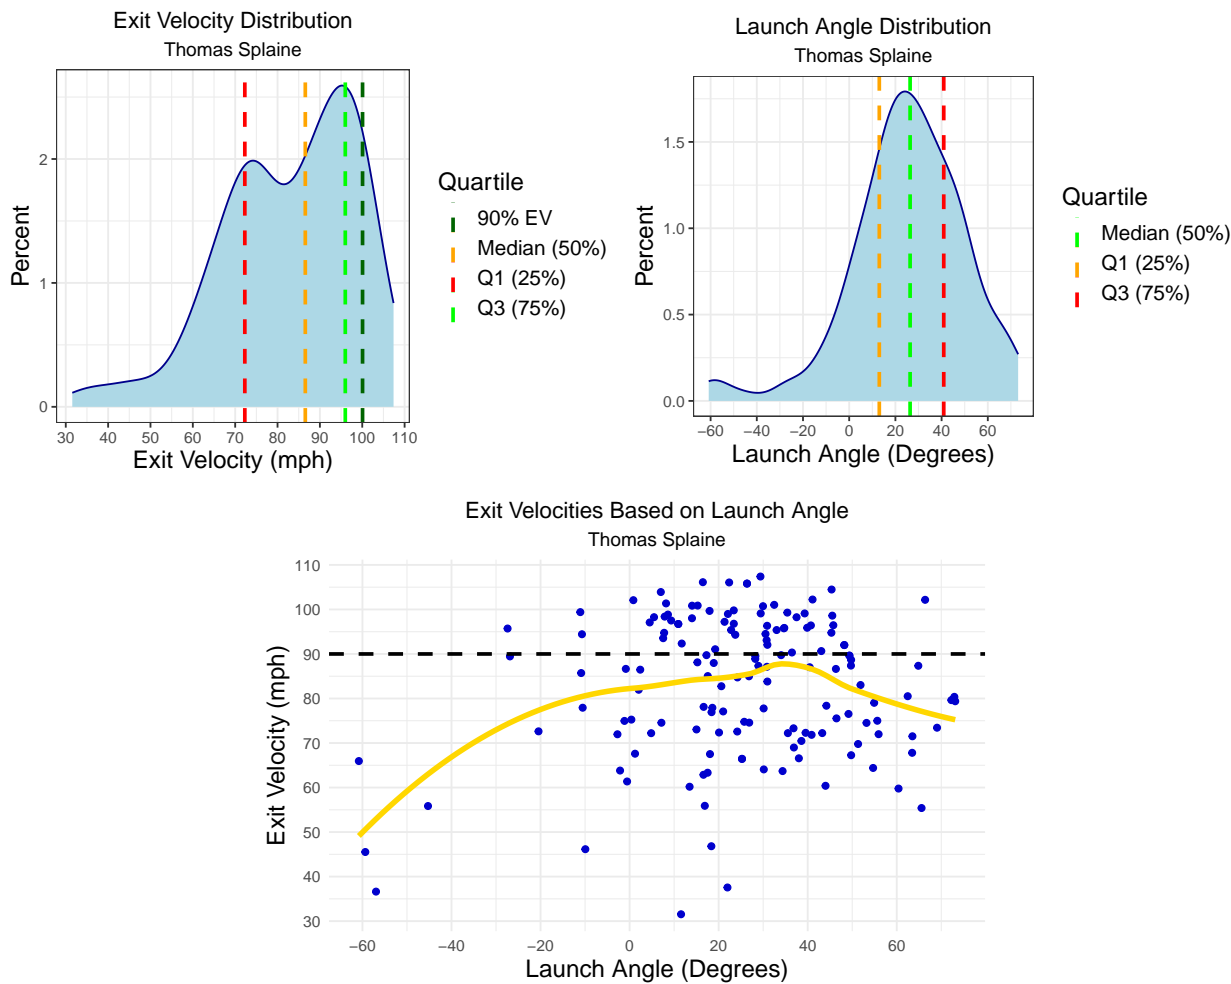 Exit Velocity Distribution
Thomas Splaine
Percent
2
1
0
30 40 50 60 70 80 90 100 110
Exit Velocity (mph)
Quartile
90% EV
Median (50%)
Q1 (25%)
Q3 (75%)
Launch Angle Distribution
Thomas Splaine
Percent
1.5
1.0
0.5
0.0
−60 −40 −20 0 20 40 60
Launch Angle (Degrees)
Quartile
Median (50%)
Q1 (25%)
Q3 (75%)
Exit Velocities Based on Launch Angle
Thomas Splaine
Exit Velocity (mph)
110
100
90
80
70
60
50
40
30
−60 −40 −20 0 20 40 60
Launch Angle (Degrees)